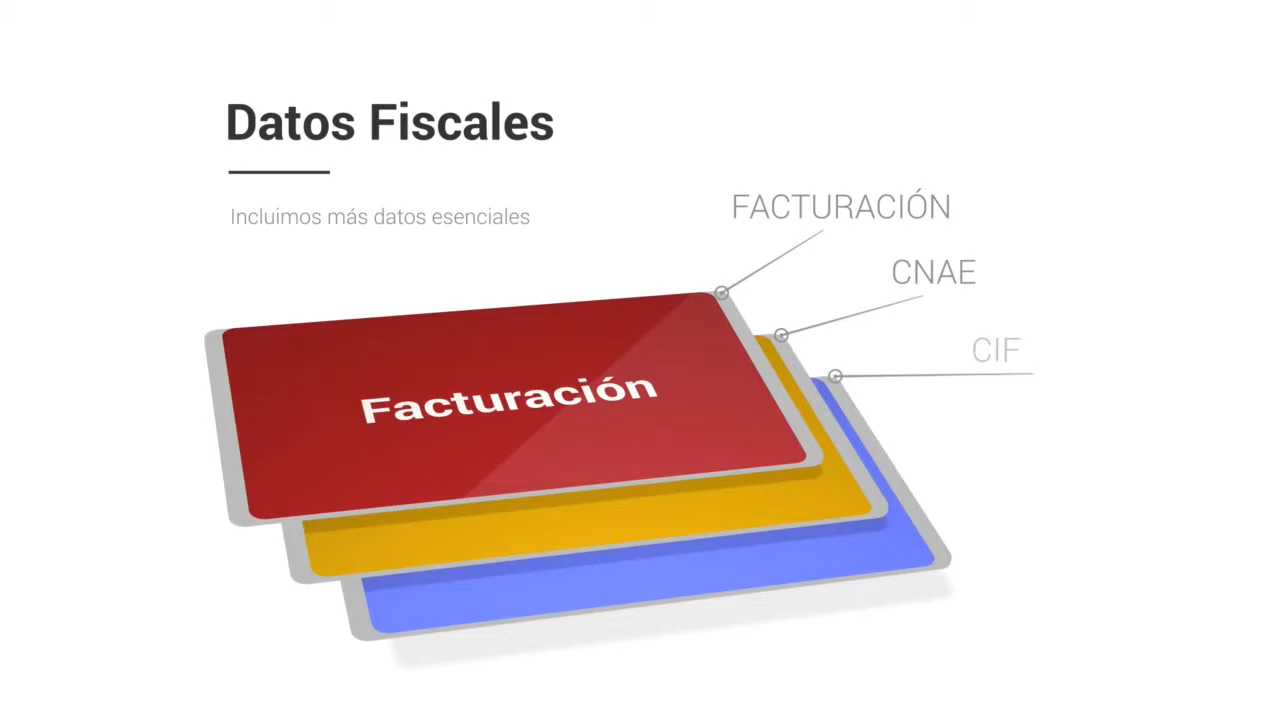 Datos Fiscales
Incluimos más datos esenciales
FACTURACIÓN
CNAE
CIF
Facturación